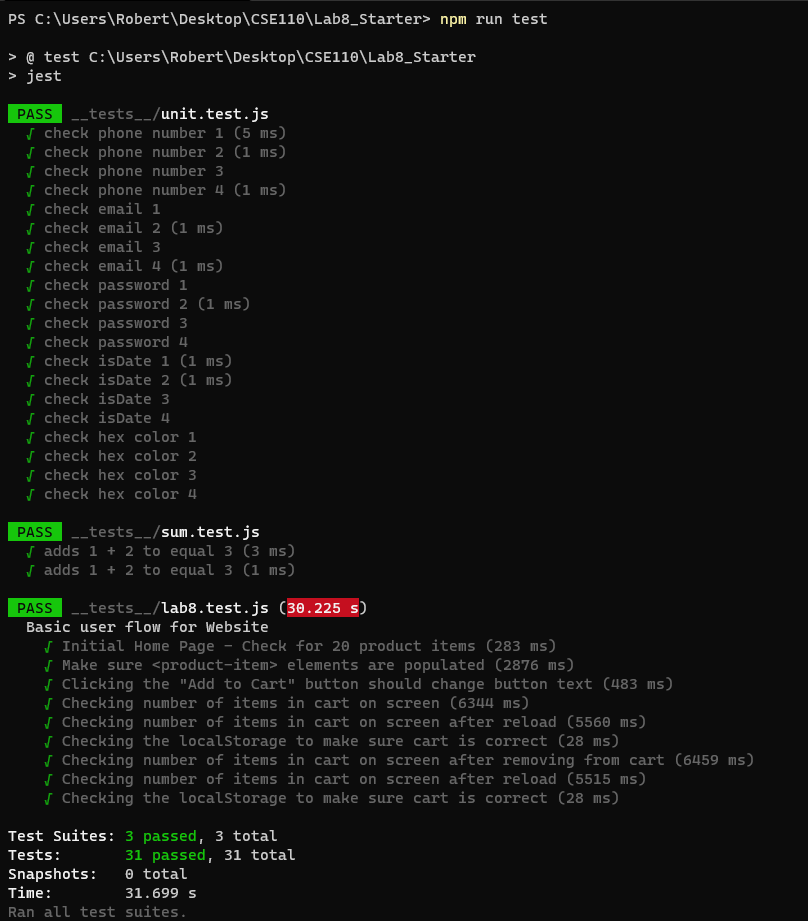 PS C:\Users\Robert\Desktop\CSE110\Lab8_Starter> npm run test
> @ test C:\Users\Robert\Desktop\CSE110\Lab8_Starter
> jest
PASS __tests__/unit.test.js
√ check phone number 1 (5 ms)
√ check phone number 2 (1 ms)
√ check phone number 3
√ check phone number 4 (1 ms)
√ check email 1
√ check email 2 (1 ms)
√ check email 3
√ check email 4 (1 ms)
√ check password 1
√ check password 2 (1 ms)
√ check password 3
√ check password 4
√ check isDate 1 (1 ms)
√ check isDate 2 (1 ms)
√ check isDate 3
√ check isDate 4
√ check hex color 1
√ check hex color 2
√ check hex color 3
√ check hex color 4
PASS __tests__/sum.test.js
√ adds 1 + 2 to equal 3 (3 ms)
√ adds 1 + 2 to equal 3 (1 ms)
PASS __tests__/lab8.test.js (30.225 s)
Basic user flow for Website
√ Initial Home Page - Check for 20 product items (283 ms)
√ Make sure <product-item> elements are populated (2876 ms)
√ Clicking the "Add to Cart" button should change button text (483 ms)
√ Checking number of items in cart on screen (6344 ms)
√ Checking number of items in cart on screen after reload (5560 ms)
√ Checking the localStorage to make sure cart is correct (28 ms)
√ Checking number of items in cart on screen after removing from cart (6459 ms)
√ Checking number of items in cart on screen after reload (5515 ms)
√ Checking the localStorage to make sure cart is correct (28 ms)
Test Suites: 3 passed, 3 total
Tests: 31 passed, 31 total
Snapshots: 0 total
Time: 31.699 s
Ran all test suites.